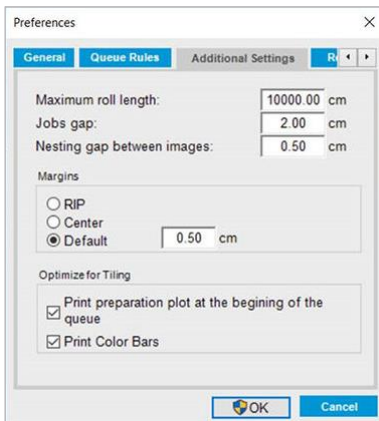 Preferences
General Queue Rules Additional Settings
Maximum roll length: 10000.00 cm
Jobs gap: 2.00 cm
Nesting gap between images: 0.50 cm
Margins
RIP
Center
Default 0.50 cm
Optimize for Tiling
Print preparation plot at the begining of the
queue
Print Color Bars
OK Cancel